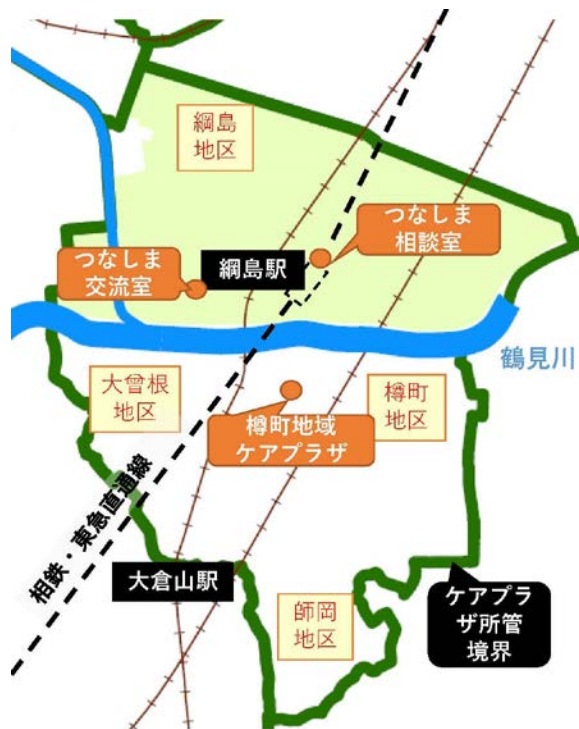 綱島
地区
つなしま
相談室
つなしま
交流室
綱島駅
鶴見川
大曽根
地区
樽町
地区
樽町地域
ケアプラザ
相鉄・東急直通線
大倉山駅
師岡
地区
ケアプラ
ザ所管
境界